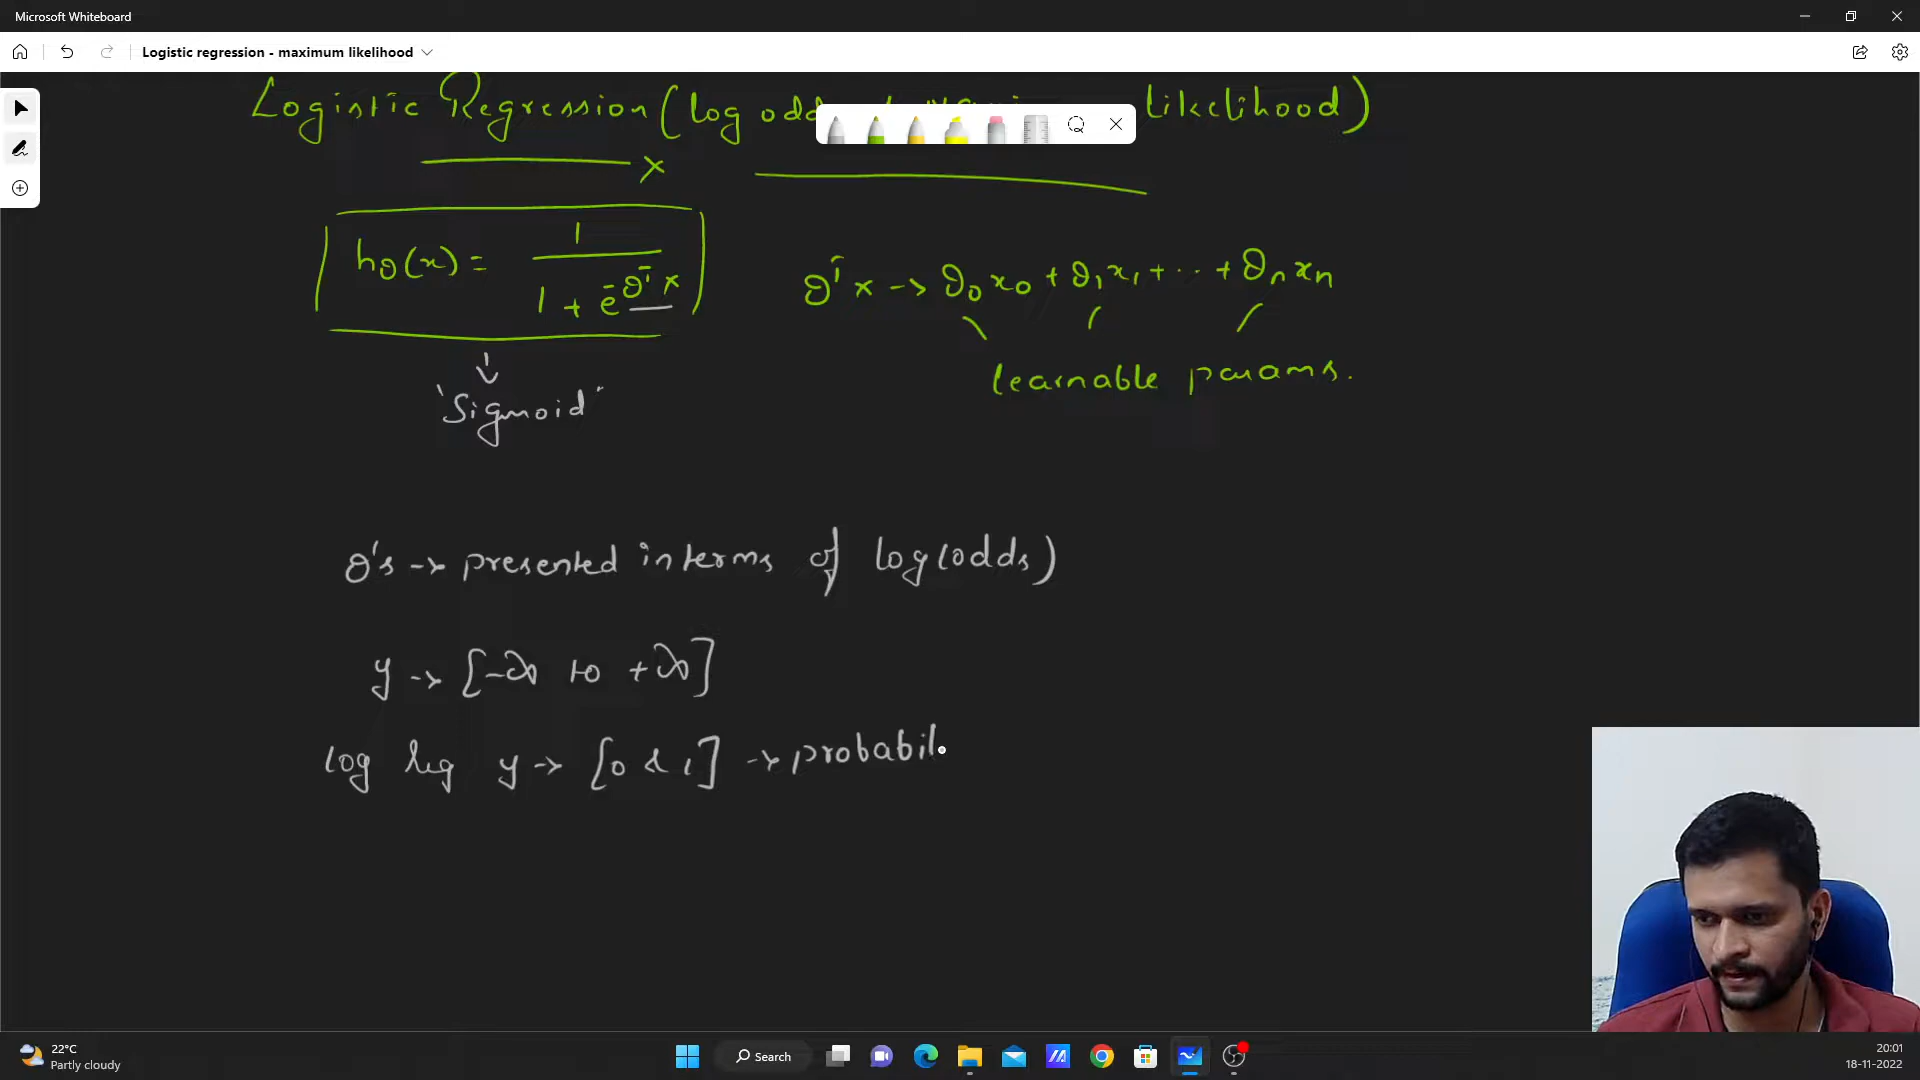 Microsoft Whiteboard
Logistic regression - maximum likelihood
Logistic Regression (log odd likelihood)
hθ(x) = 1 / 1 + e^-θᵀx
θᵀx → θ₀x₀ + θ₁x₁ + ... + θₙxₙ
learnable params.
'Sigmoid'
θ's → presented interms of log(odds)
y → [-∞ to +∞]
log reg y → [0 & 1] → probabil
22°C
Partly cloudy
Search
20:01
18-11-2022